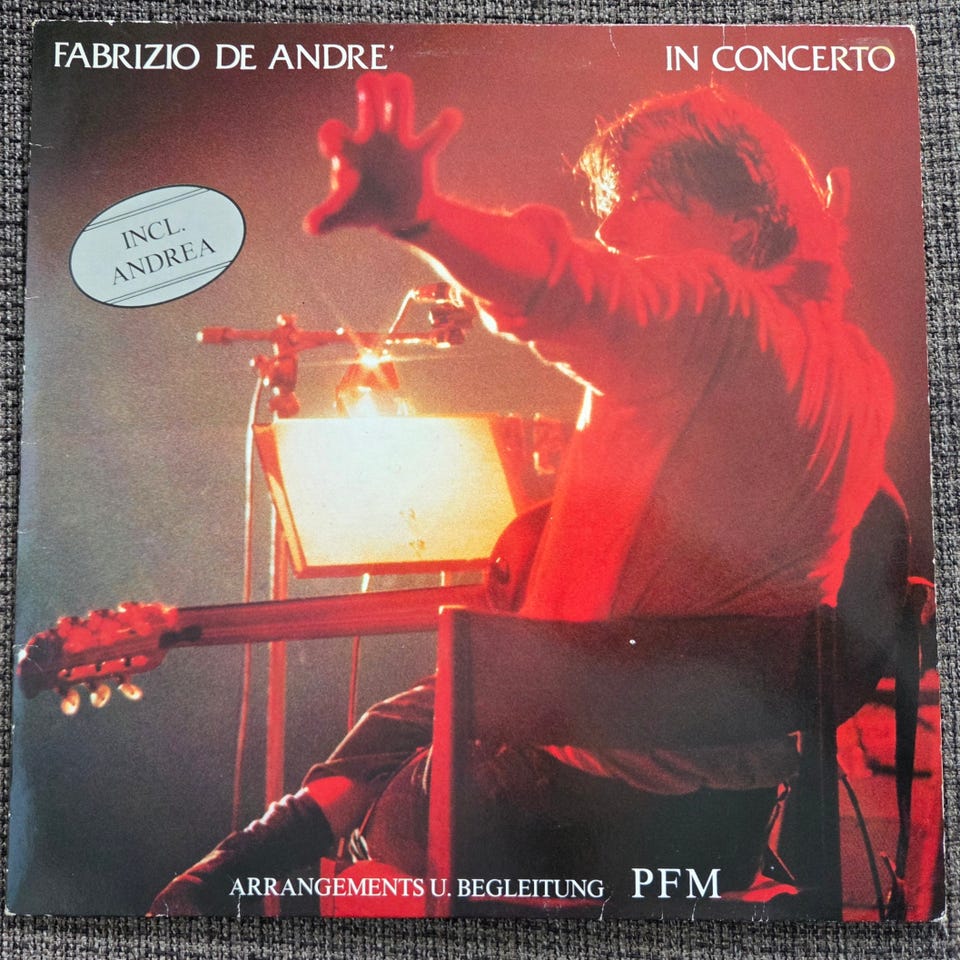 FABRIZIO DE ANDRE' IN CONCERTO
INCL.
ANDREA
ARRANGEMENTS U. BEGLEITUNG PFM